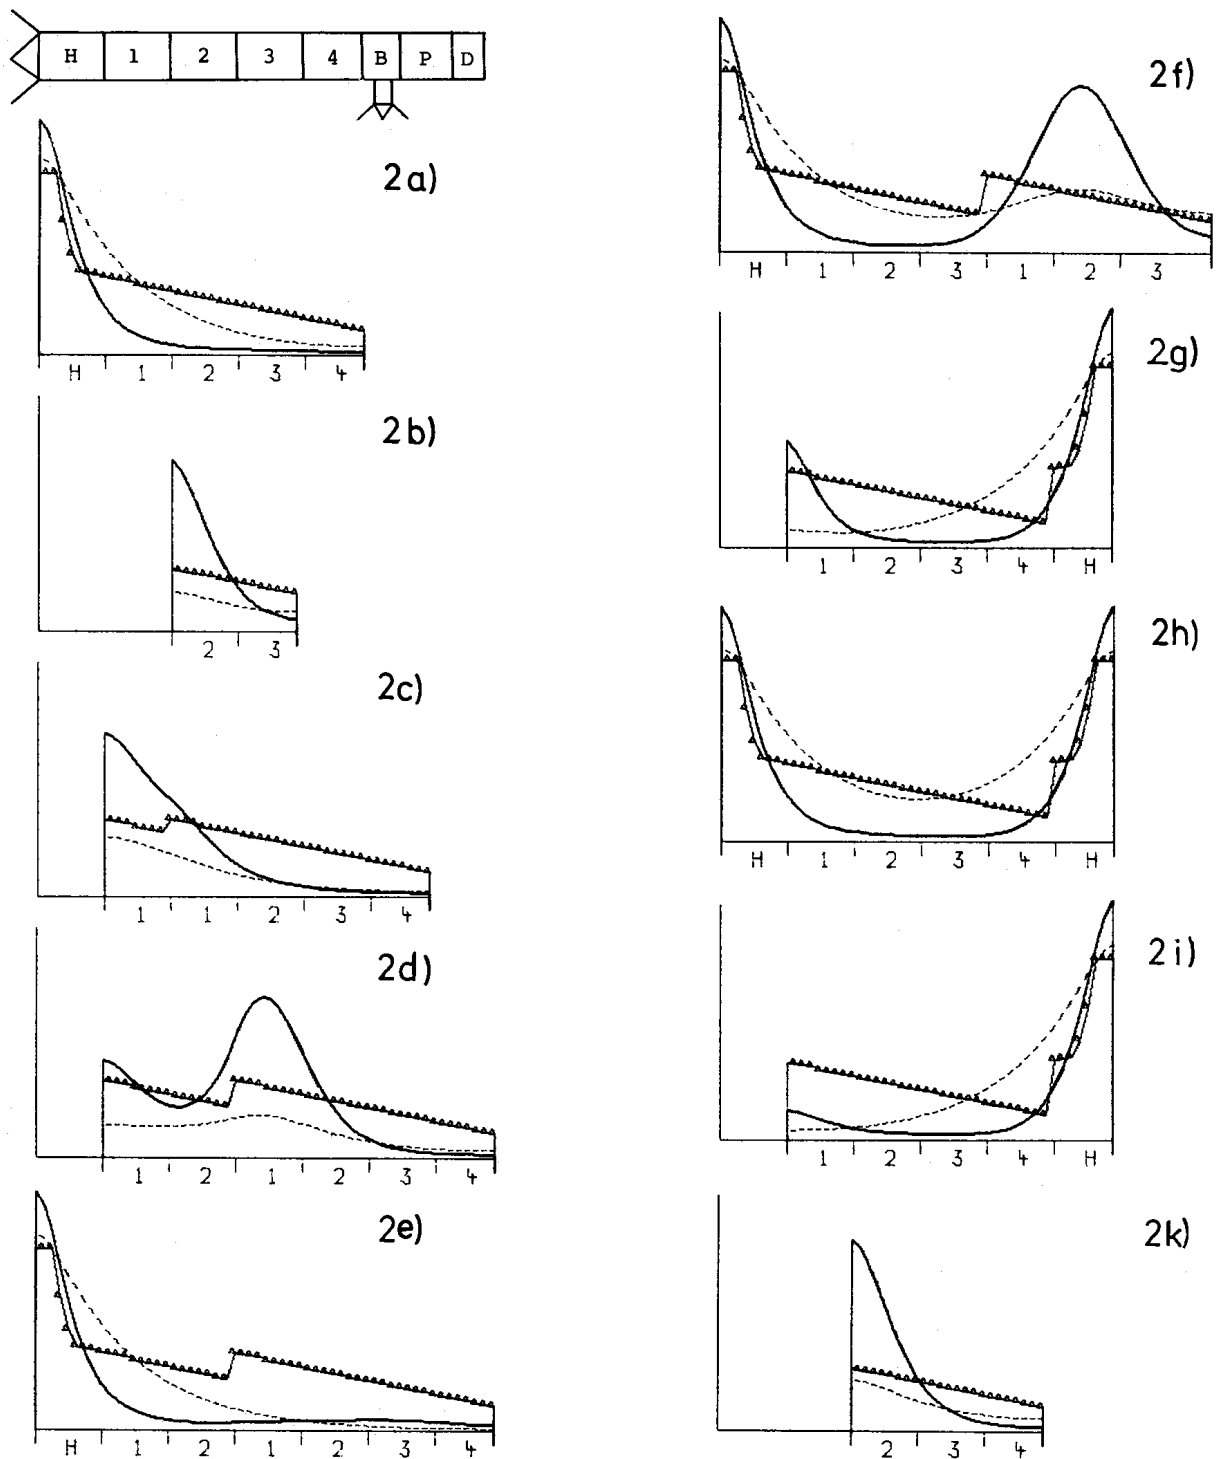 H 1 2 3 4 B P D
2a)
H 1 2 3 4
2b)
2 3
2c)
1 1 2 3 4
2d)
1 2 1 2 3 4
2e)
H 1 2 1 2 3 4
2f)
H 1 2 3 1 2 3
2g)
1 2 3 4 H
2h)
H 1 2 3 4 H
2i)
1 2 3 4 H
2k)
2 3 4